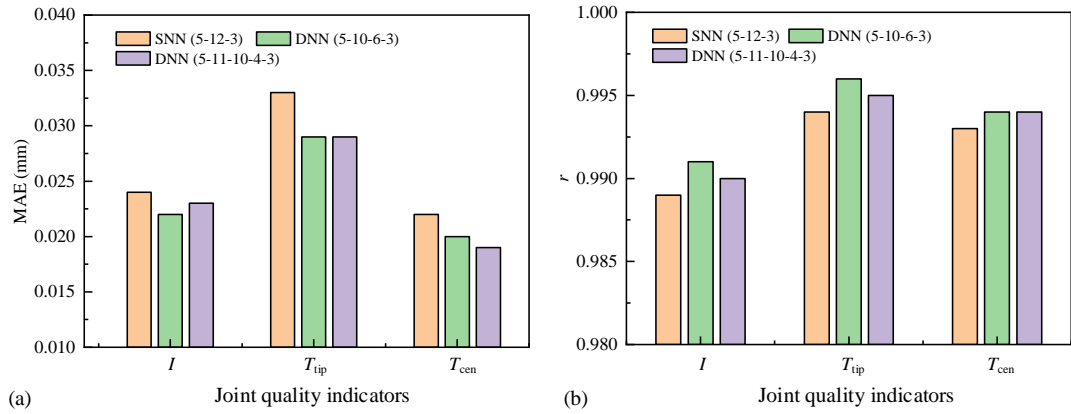 0.040
0.035
0.030
0.025
0.020
0.015
0.010
MAE (mm)
SNN (5-12-3)
DNN (5-10-6-3)
DNN (5-11-10-4-3)
I
Ttip
Tcen
Joint quality indicators
(a)
1.000
0.995
0.990
0.985
0.980
r
SNN (5-12-3)
DNN (5-10-6-3)
DNN (5-11-10-4-3)
I
Ttip
Tcen
Joint quality indicators
(b)